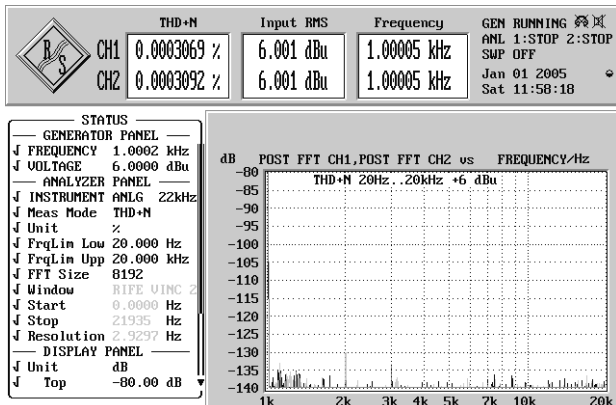 THD+N Input RMS Frequency
R S
CH1 0.0003069 % 6.001 dBu 1.00005 kHz
CH2 0.0003092 % 6.001 dBu 1.00005 kHz
GEN RUNNING
ANL 1:STOP 2:STOP
SWP OFF
Jan 01 2005
Sat 11:58:18
STATUS
GENERATOR PANEL
FREQUENCY 1.0002 kHz
VOLTAGE 6.0000 dBu
ANALYZER PANEL
INSTRUMENT ANLG 22kHz
Meas Mode THD+N
Unit %
FrqLim Low 20.000 Hz
FrqLim Upp 20.000 kHz
FFT Size 8192
Window RIFE VINC 2
Start 0.0000 Hz
Stop 21935 Hz
Resolution 2.9297 Hz
DISPLAY PANEL
Unit dB
Top -80.00 dB
dB POST FFT CH1,POST FFT CH2 vs FREQUENCY/Hz
THD+N 20Hz..20kHz +6 dBu
-80
-85
-90
-95
-100
-105
-110
-115
-120
-125
-130
-135
-140
1k 2k 3k 4k 5k 7k 10k 20k